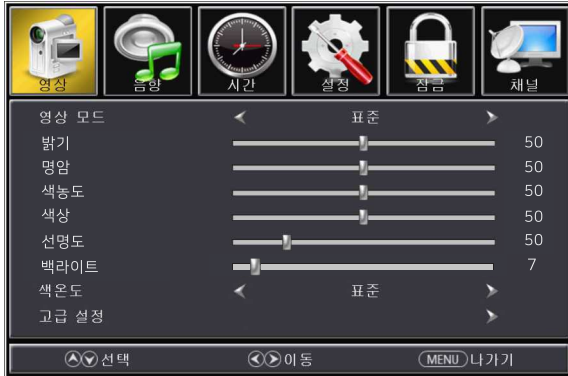 영상 음향 시간 설정 잠금 채널
영상 모드 표준
밝기 50
명암 50
색농도 50
색상 50
선명도 50
백라이트 7
색온도 표준
고급 설정
선택 이동 MENU 나가기